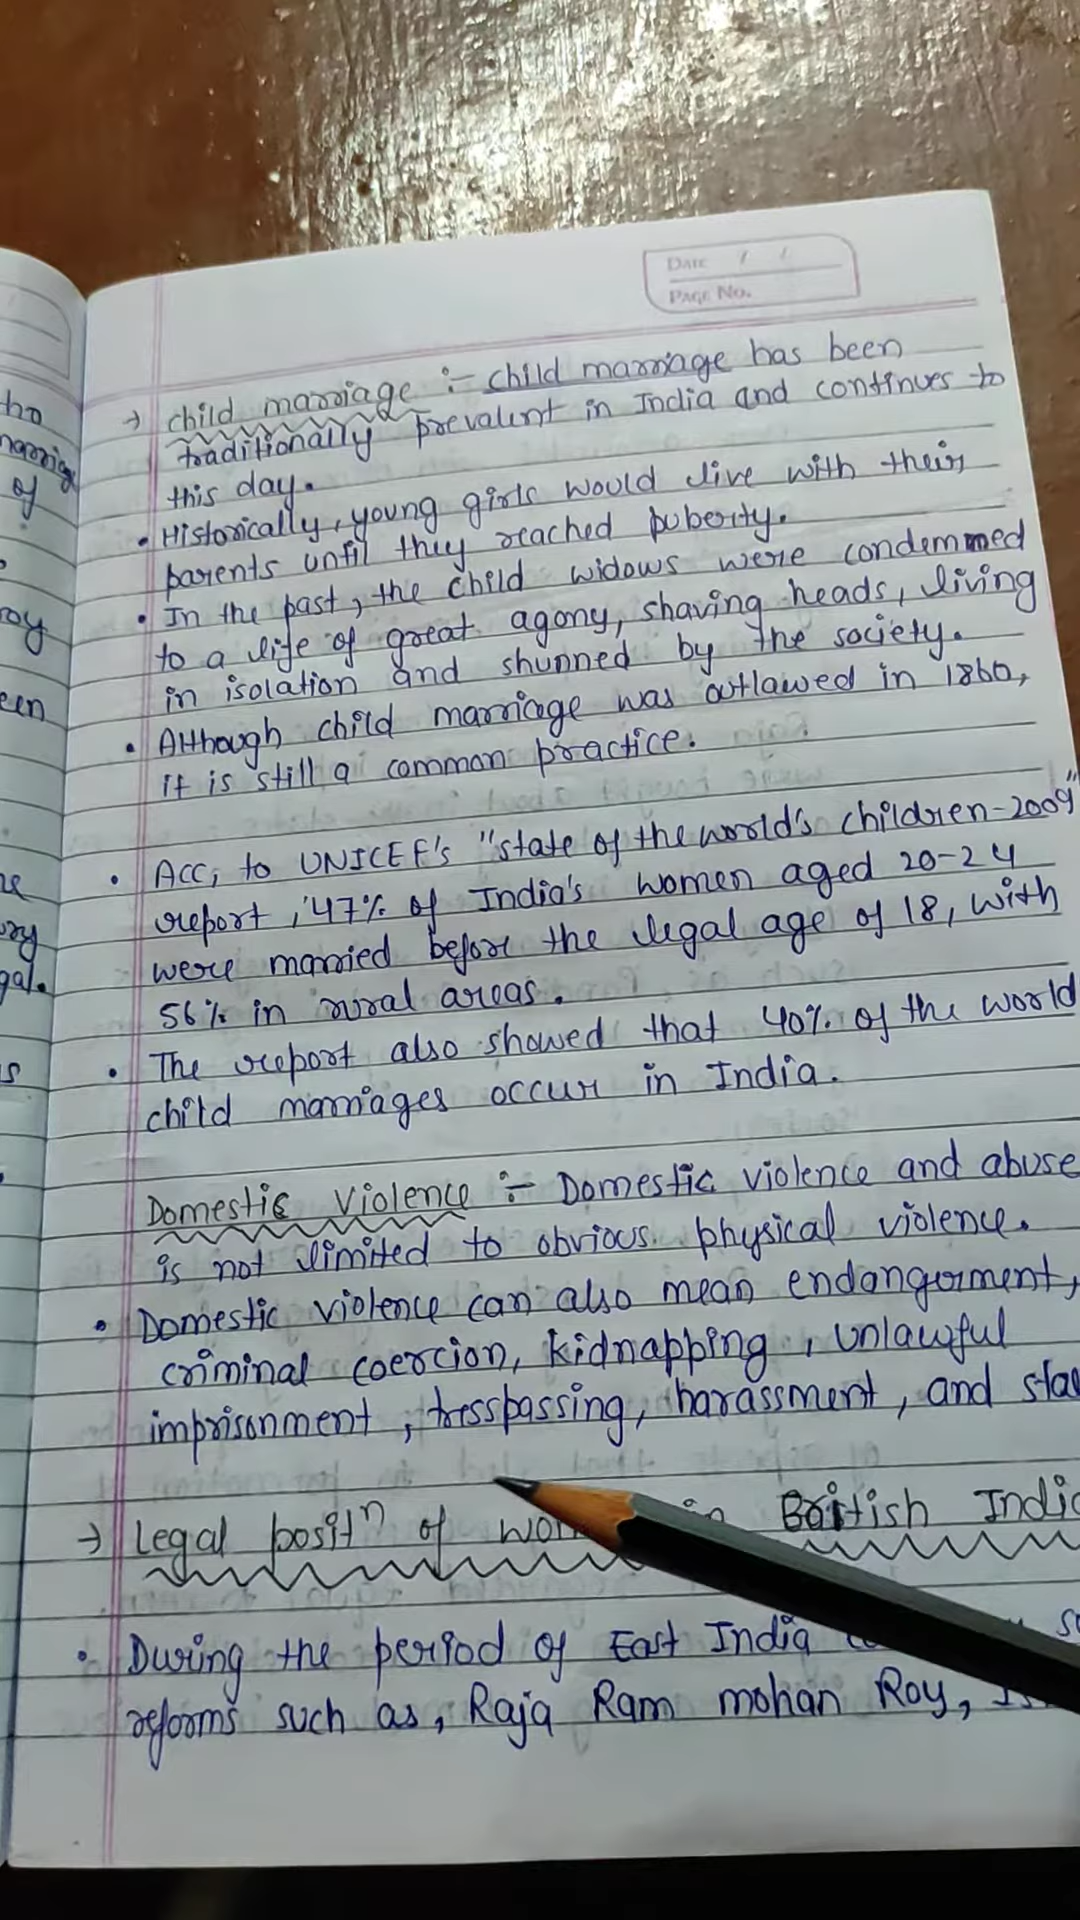 Date / /
Page No.
→ child marriage :- child marriage has been
traditionally prevalent in India and continues to
this day.
• Historically, young girls would live with their
parents until they reached puberty.
• In the past, the child widows were condemmed
to a life of great agony, shaving heads, living
in isolation and shunned by the society.
• Although child marriage was outlawed in 1860,
it is still a common practice.
• Acc, to UNICEF's "state of the world's children-2009"
report, 47% of India's women aged 20-24
were married before the legal age of 18, with
56% in rural areas.
• The report also showed that 40% of the world
child marriages occur in India.
Domestic Violence :- Domestic violence and abuse
is not limited to obvious physical violence.
• Domestic violence can also mean endangerment,
criminal coercion, kidnapping, unlawful
imprisonment, tresspassing, harassment, and
→ Legal positn of in British India
• During the period of East India
reforms such as, Raja Ram mohan Roy,
ho
of
een
gal.